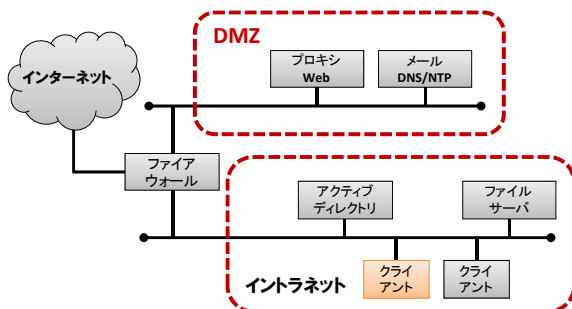 DMZ
プロキシ
Web
メール
DNS/NTP
インターネット
ファイア
ウォール
アクティブ
ディレクトリ
ファイル
サーバ
クライ
アント
クライ
アント
イントラネット